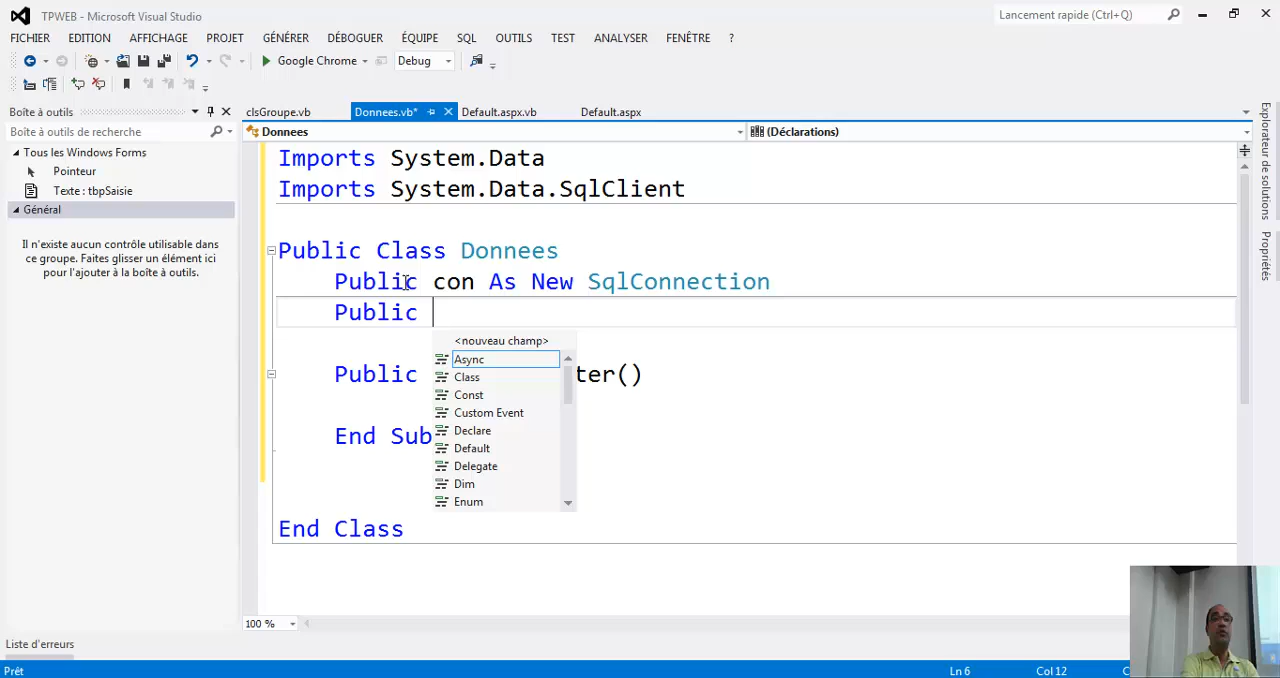 TPWEB - Microsoft Visual Studio
Lancement rapide (Ctrl+Q)
FICHIER EDITION AFFICHAGE PROJET GÉNÉRER DÉBOGUER ÉQUIPE SQL OUTILS TEST ANALYSER FENÊTRE ?
Google Chrome Debug
Boîte à outils
clsGroupe.vb Donnees.vb* Default.aspx.vb Default.aspx
Boîte à outils de recherche
Donnees (Déclarations)
Tous les Windows Forms
Pointeur
Texte : tbpSaisie
Général
Il n'existe aucun contrôle utilisable dans
ce groupe. Faites glisser un élément ici
pour l'ajouter à la boîte à outils.
Imports System.Data
Imports System.Data.SqlClient
Public Class Donnees
Public con As New SqlConnection
Public
<nouveau champ>
Async
Class
Const
Custom Event
Declare
Default
Delegate
Dim
Enum
Public ter()
End Sub
End Class
Explorateur de solutions
Propriétés
100 %
Liste d'erreurs
Prêt Ln 6 Col 12 C